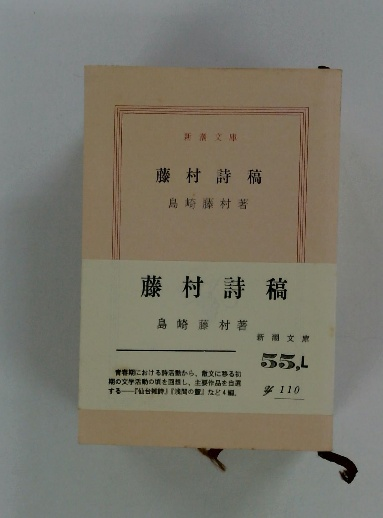 新潮文庫
藤村詩稿
島崎藤村著
藤村詩稿
島崎藤村著
新潮文庫
55,L
青春期における詩活動から、散文に移る初
期の文学活動の頃を回想し、主要作品を自選
する——『仙台雑詩』『浅間の麓』など4編。
¥110